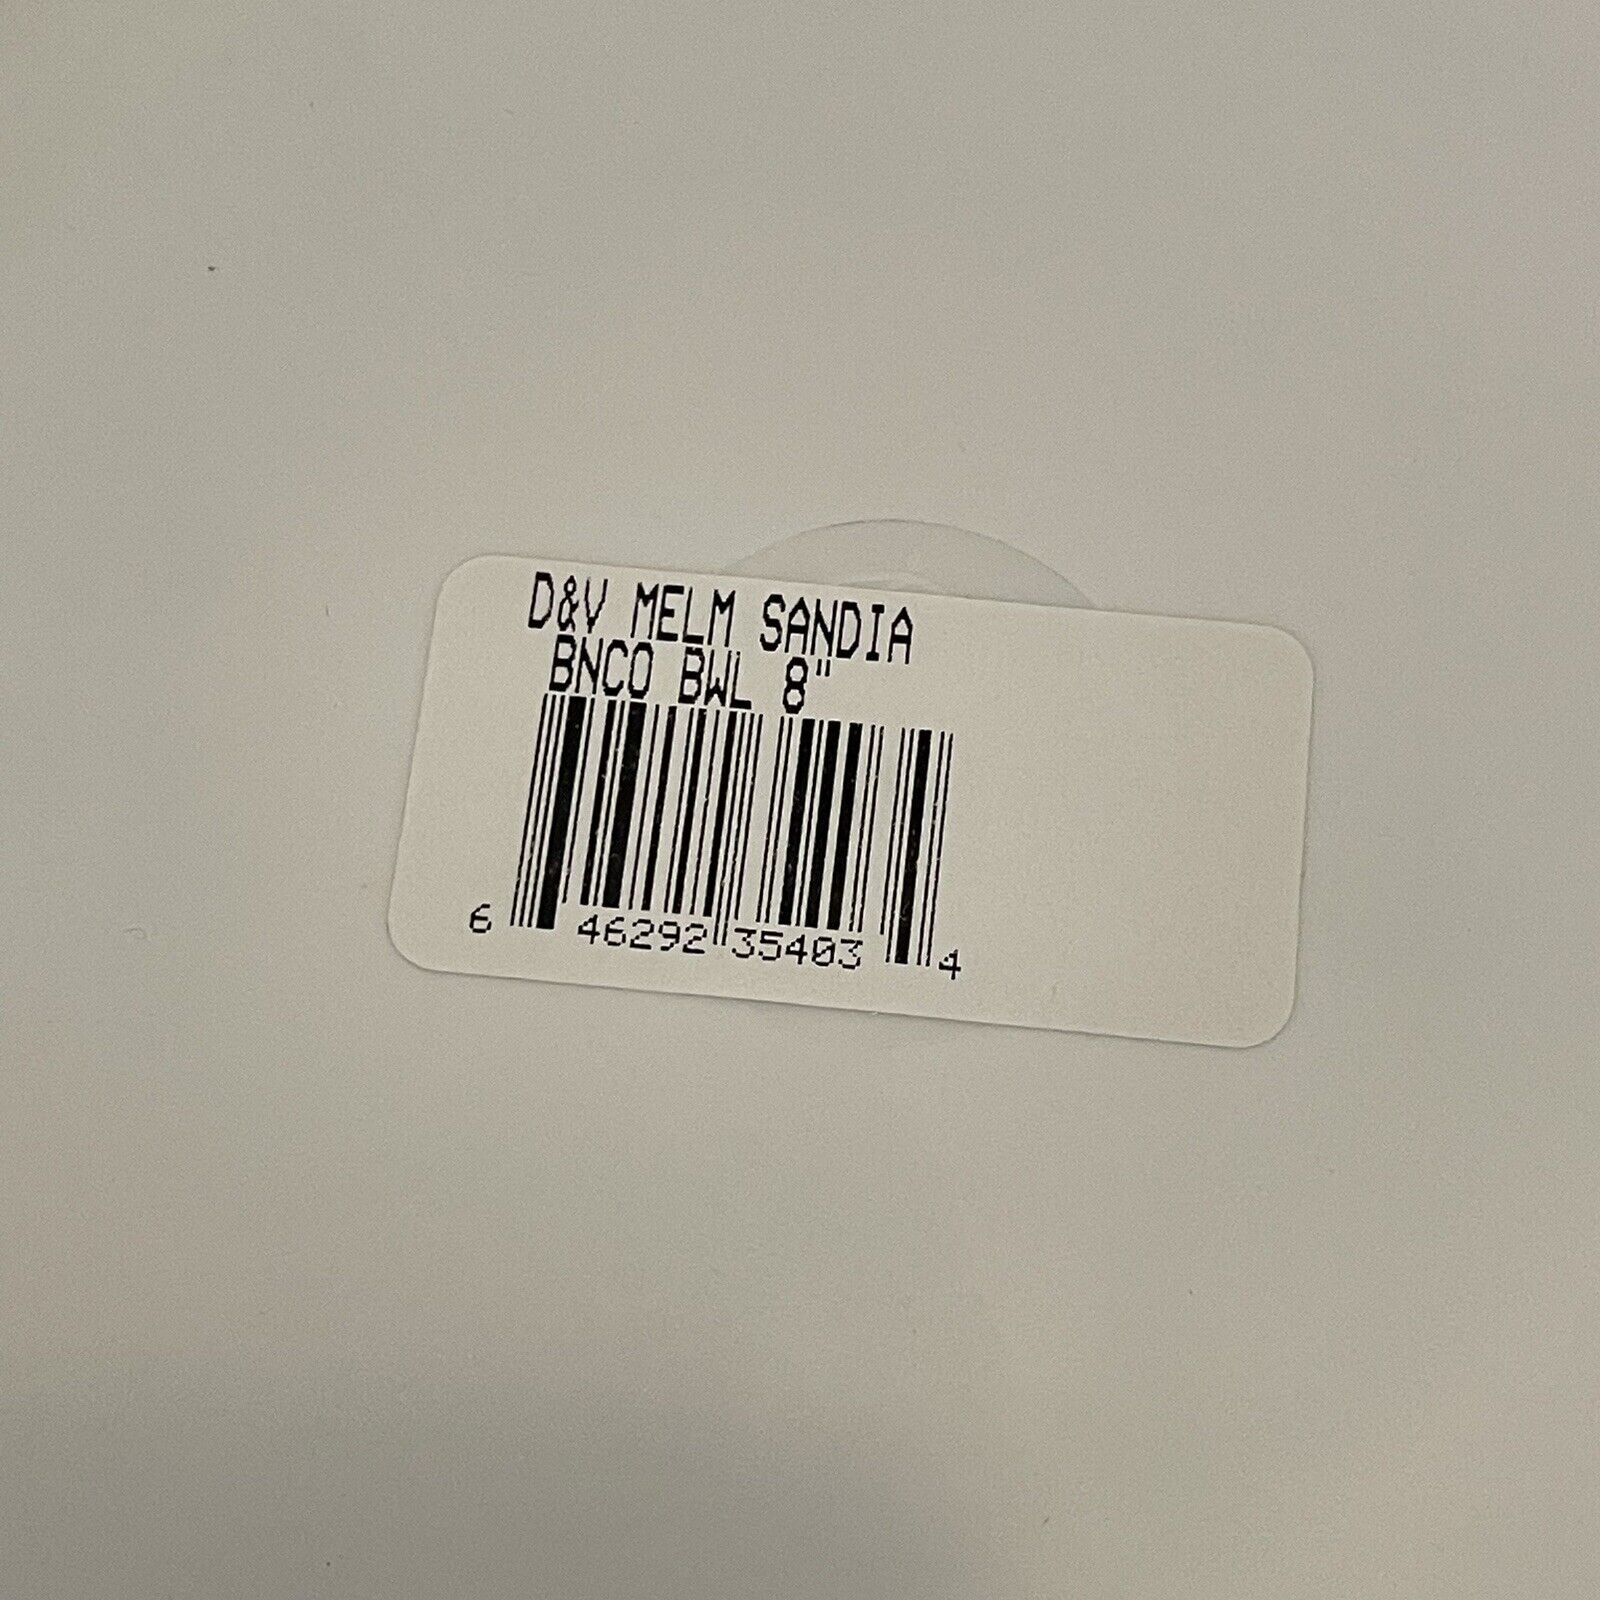 D&V MELM SANDIA
BNCO BWL 8"
6 46292 35403 4